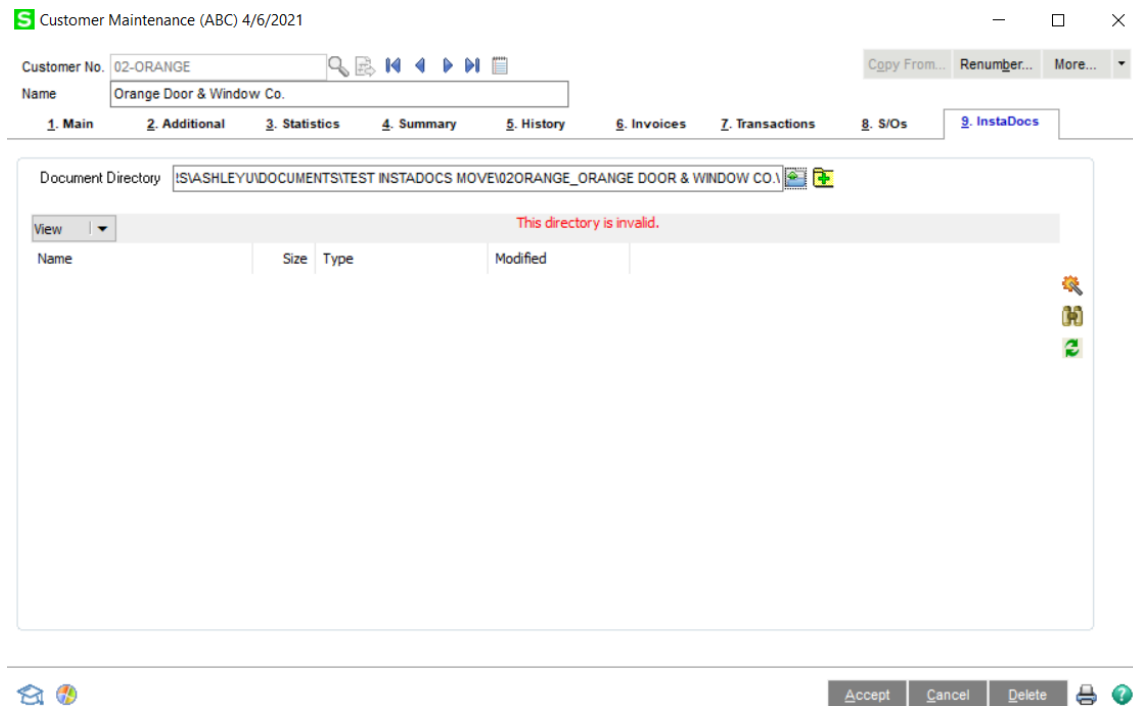 S Customer Maintenance (ABC) 4/6/2021
Customer No. 02-ORANGE Copy From... Renumber... More...
Name Orange Door & Window Co.
1. Main 2. Additional 3. Statistics 4. Summary 5. History 6. Invoices 7. Transactions 8. S/Os 9. InstaDocs
Document Directory !S\ASHLEYU\DOCUMENTS\TEST INSTADOCS MOVE\02ORANGE_ORANGE DOOR & WINDOW CO.\
View This directory is invalid.
Name Size Type Modified
Accept Cancel Delete ?